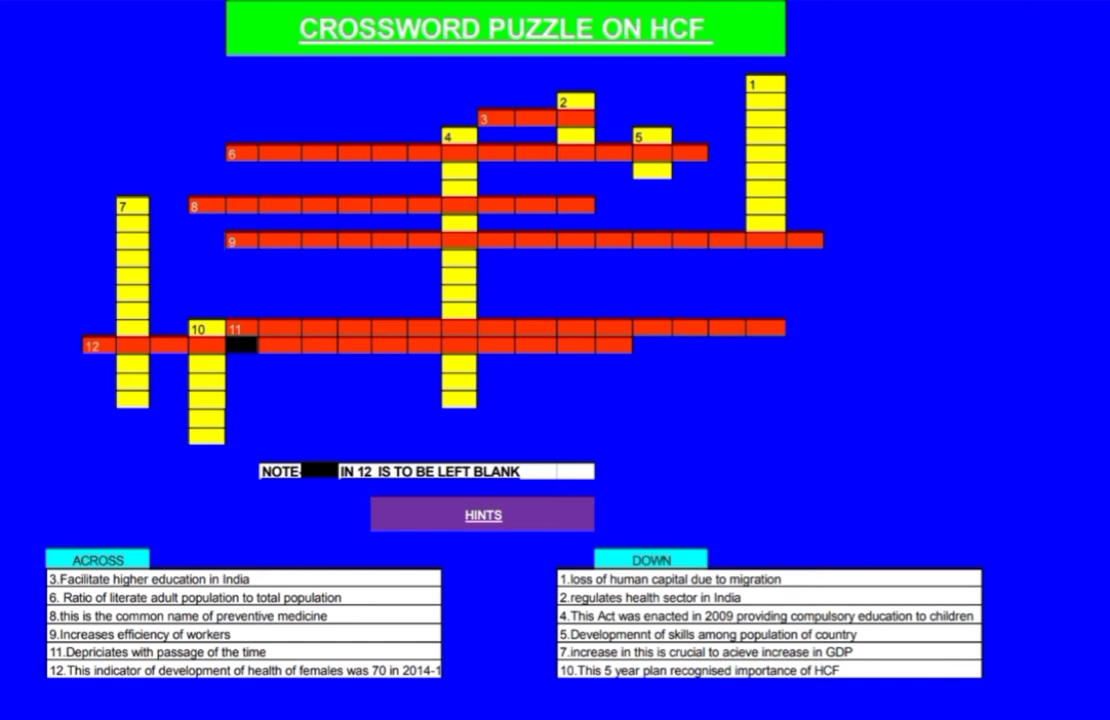 CROSSWORD PUZZLE ON HCF
1
2
3
4
5
6
7
8
9
10
11
12
NOTE- IN 12 IS TO BE LEFT BLANK
HINTS
ACROSS
3.Facilitate higher education in India
6. Ratio of literate adult population to total population
8.this is the common name of preventive medicine
9.Increases efficiency of workers
11.Depriciates with passage of the time
12.This indicator of development of health of females was 70 in 2014-1
DOWN
1.loss of human capital due to migration
2.regulates health sector in India
4.This Act was enacted in 2009 providing compulsory education to children
5.Developmennt of skills among population of country
7.increase in this is crucial to acieve increase in GDP
10.This 5 year plan recognised importance of HCF